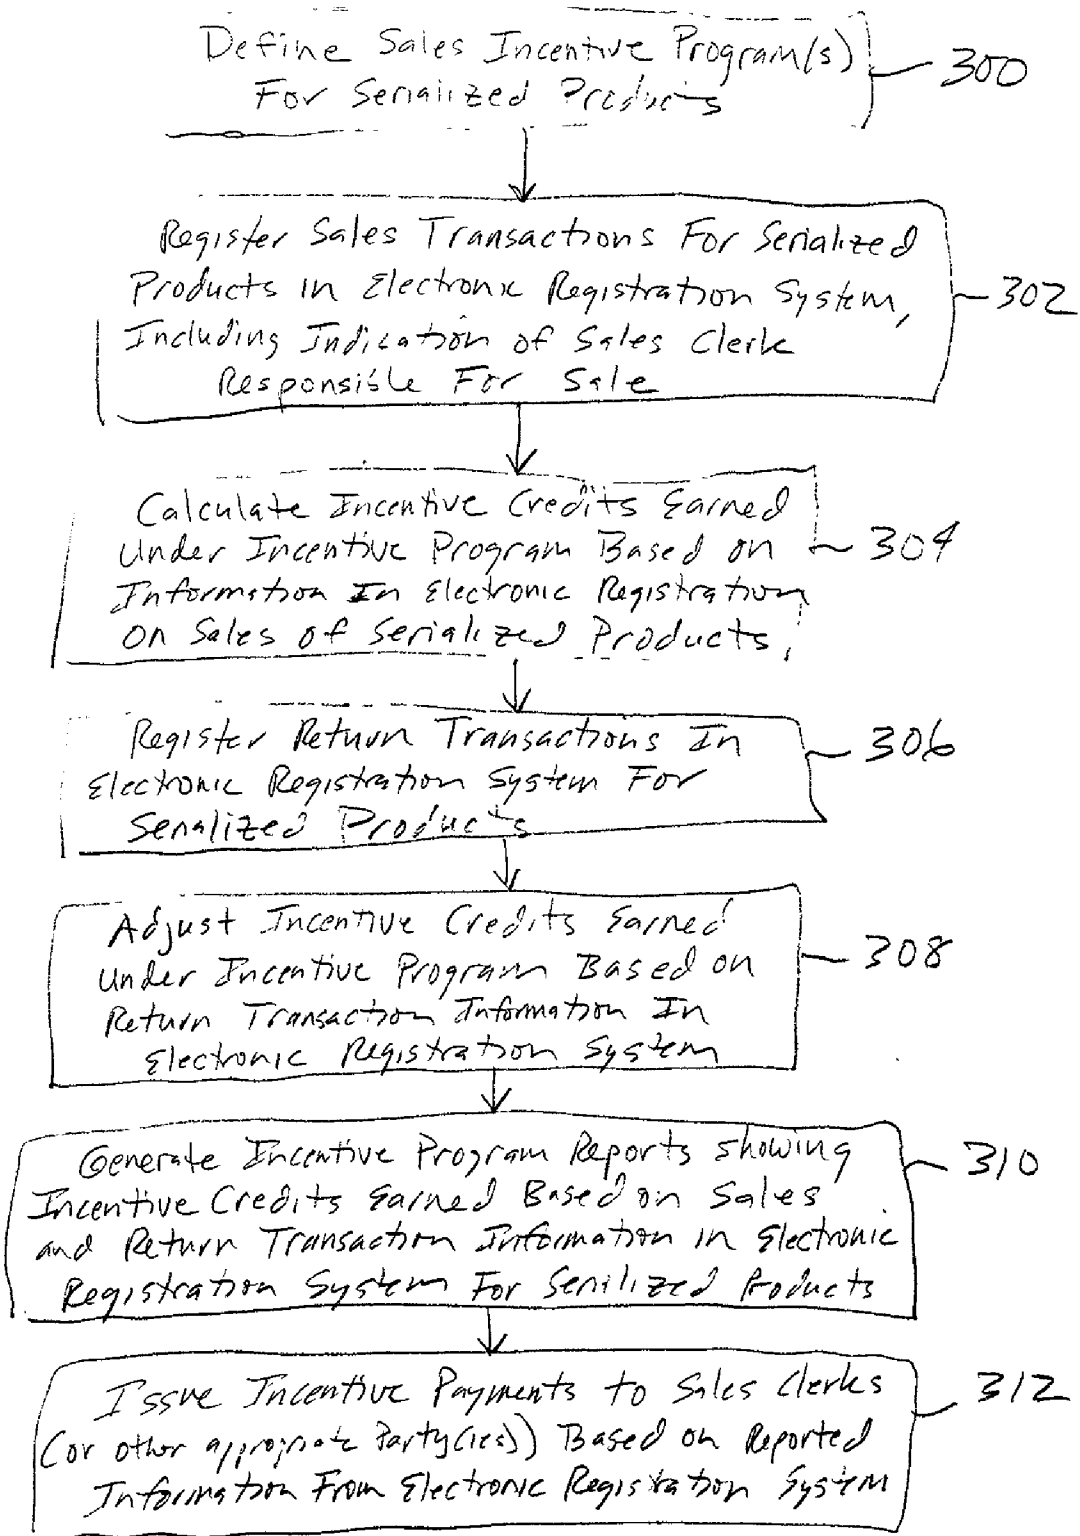 Define Sales Incentive Program(s)
300
For Serialized Products
Register Sales Transactions For Serialized
Products in Electronic Registration System,
302
Including Indication of Sales Clerk
Responsible For Sale
Calculate Incentive Credits Earned
Under Incentive Program Based on
304
Information In Electronic Registration
on Sales of Serialized Products,
Register Return Transactions In
306
Electronic Registration System For
Serialized Products
Adjust Incentive Credits Earned
Under Incentive Program Based on
308
Return Transaction Information In
Electronic Registration System
Generate Incentive Program Reports showing
310
Incentive Credits Earned Based on Sales
and Return Transaction Information in Electronic
Registration System For Serilized Products
Issue Incentive Payments to Sales Clerks
312
(or other appropriate Party(ies)) Based on Reported
Information From Electronic Registration System